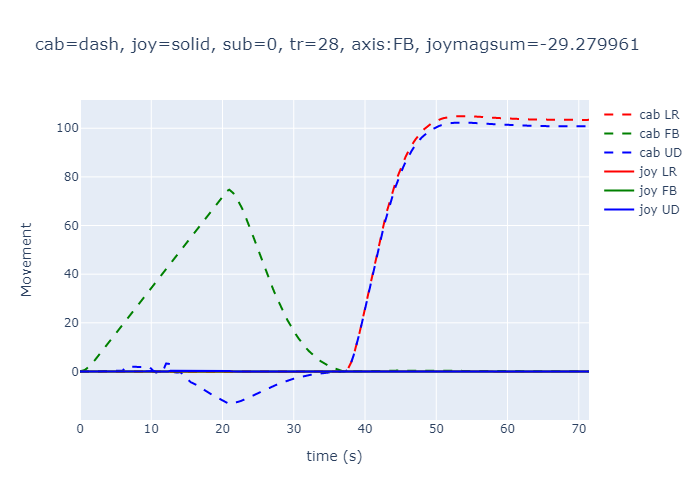 cab=dash, joy=solid, sub=0, tr=28, axis:FB, joymagsum=-29.279961
cab LR
cab FB
cab UD
joy LR
joy FB
joy UD
Movement
100
80
60
40
20
0
0 10 20 30 40 50 60 70
time (s)